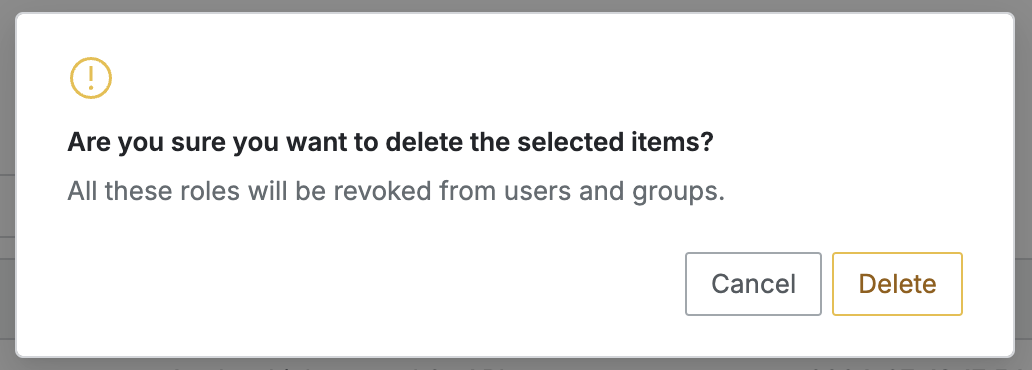 Are you sure you want to delete the selected items?
All these roles will be revoked from users and groups.
Cancel
Delete